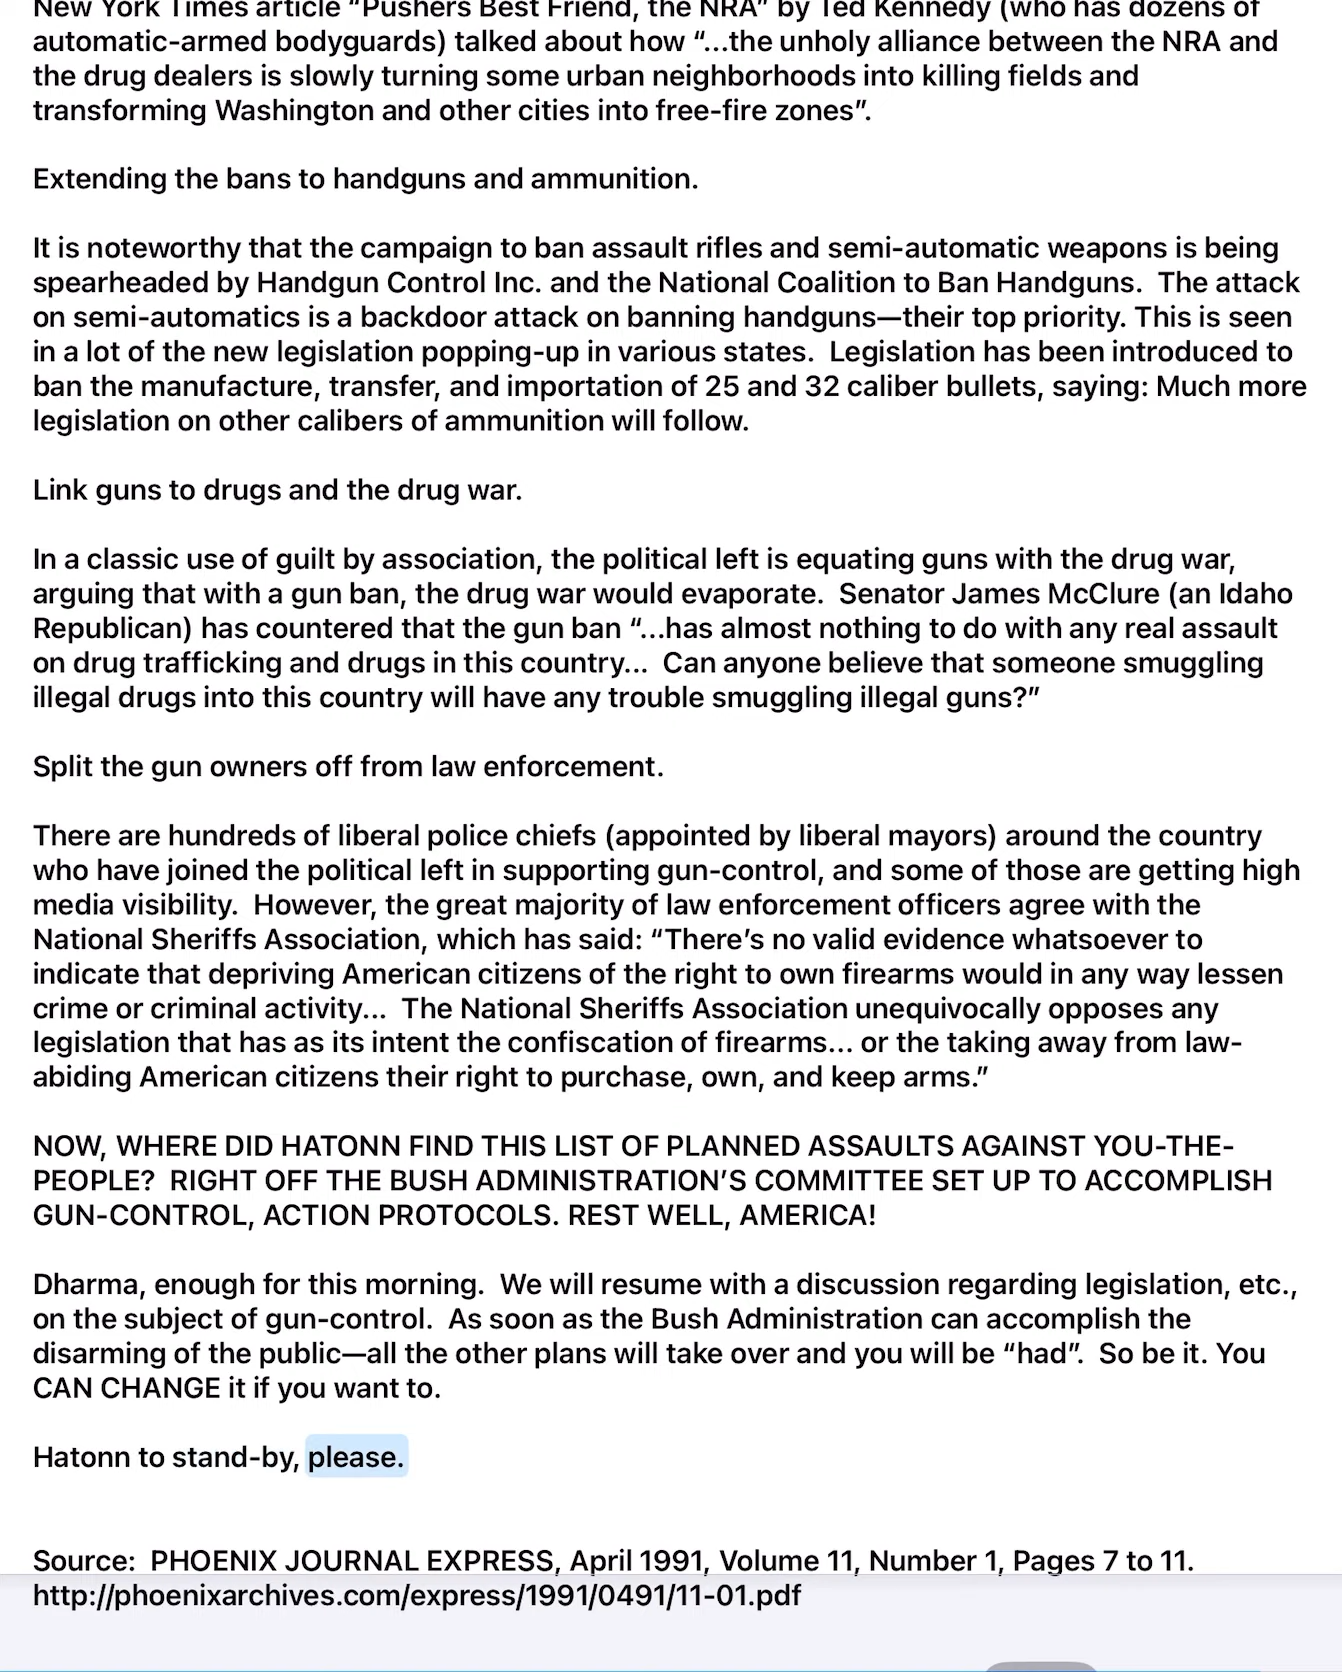 New York Times article “Pushers Best Friend, the NRA” by Ted Kennedy (who has dozens of
automatic-armed bodyguards) talked about how “...the unholy alliance between the NRA and
the drug dealers is slowly turning some urban neighborhoods into killing fields and
transforming Washington and other cities into free-fire zones”.
Extending the bans to handguns and ammunition.
It is noteworthy that the campaign to ban assault rifles and semi-automatic weapons is being
spearheaded by Handgun Control Inc. and the National Coalition to Ban Handguns.  The attack
on semi-automatics is a backdoor attack on banning handguns—their top priority. This is seen
in a lot of the new legislation popping-up in various states.  Legislation has been introduced to
ban the manufacture, transfer, and importation of 25 and 32 caliber bullets, saying: Much more
legislation on other calibers of ammunition will follow.
Link guns to drugs and the drug war.
In a classic use of guilt by association, the political left is equating guns with the drug war,
arguing that with a gun ban, the drug war would evaporate.  Senator James McClure (an Idaho
Republican) has countered that the gun ban “...has almost nothing to do with any real assault
on drug trafficking and drugs in this country...  Can anyone believe that someone smuggling
illegal drugs into this country will have any trouble smuggling illegal guns?”
Split the gun owners off from law enforcement.
There are hundreds of liberal police chiefs (appointed by liberal mayors) around the country
who have joined the political left in supporting gun-control, and some of those are getting high
media visibility.  However, the great majority of law enforcement officers agree with the
National Sheriffs Association, which has said: “There’s no valid evidence whatsoever to
indicate that depriving American citizens of the right to own firearms would in any way lessen
crime or criminal activity...  The National Sheriffs Association unequivocally opposes any
legislation that has as its intent the confiscation of firearms... or the taking away from law-
abiding American citizens their right to purchase, own, and keep arms.”
NOW, WHERE DID HATONN FIND THIS LIST OF PLANNED ASSAULTS AGAINST YOU-THE-
PEOPLE?  RIGHT OFF THE BUSH ADMINISTRATION’S COMMITTEE SET UP TO ACCOMPLISH
GUN-CONTROL, ACTION PROTOCOLS. REST WELL, AMERICA!
Dharma, enough for this morning.  We will resume with a discussion regarding legislation, etc.,
on the subject of gun-control.  As soon as the Bush Administration can accomplish the
disarming of the public—all the other plans will take over and you will be “had”.  So be it. You
CAN CHANGE it if you want to.
Hatonn to stand-by, please.
Source:  PHOENIX JOURNAL EXPRESS, April 1991, Volume 11, Number 1, Pages 7 to 11.
http://phoenixarchives.com/express/1991/0491/11-01.pdf